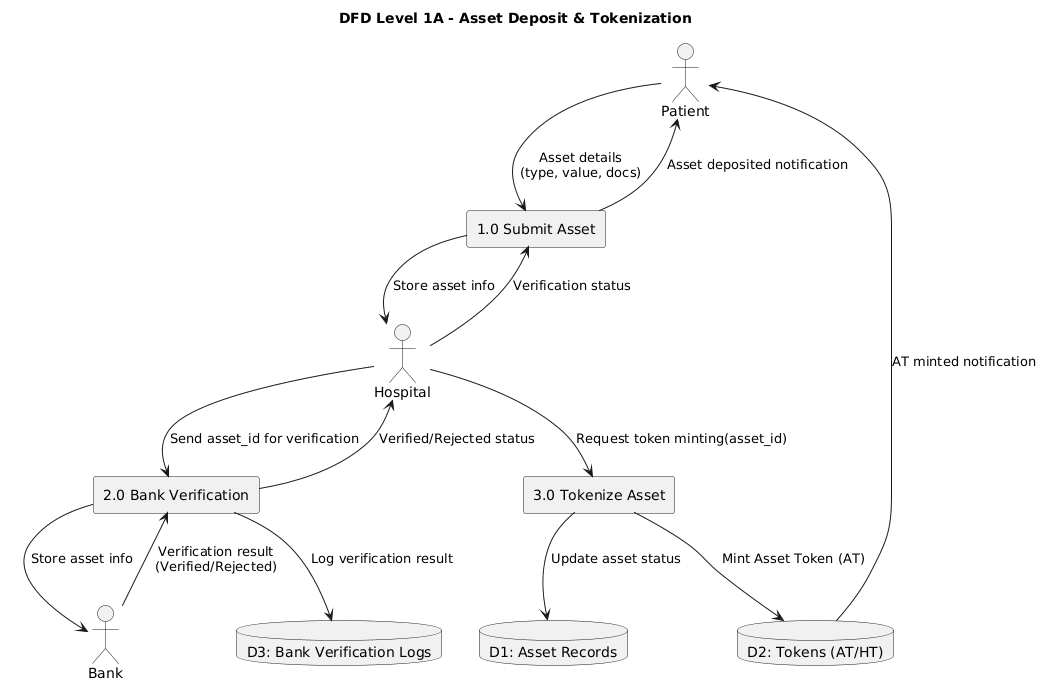 DFD Level 1A - Asset Deposit & Tokenization
Patient
Asset details
(type, value, docs)
Asset deposited notification
1.0 Submit Asset
Store asset info
Verification status
AT minted notification
Hospital
Send asset_id for verification
Verified/Rejected status
Request token minting(asset_id)
2.0 Bank Verification
3.0 Tokenize Asset
Store asset info
Verification result
(Verified/Rejected)
Log verification result
Update asset status
Mint Asset Token (AT)
Bank
D3: Bank Verification Logs
D1: Asset Records
D2: Tokens (AT/HT)